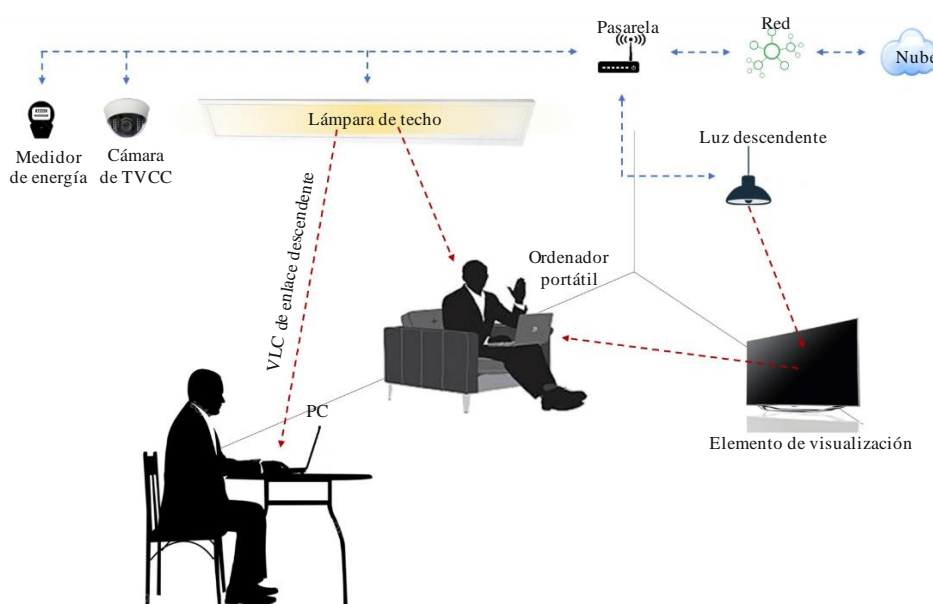 Pasarela
Red
Nube
Lámpara de techo
Luz descendente
Medidor
de energía
Cámara
de TVCC
VLC de enlace descendente
Ordenador
portátil
PC
Elemento de visualización